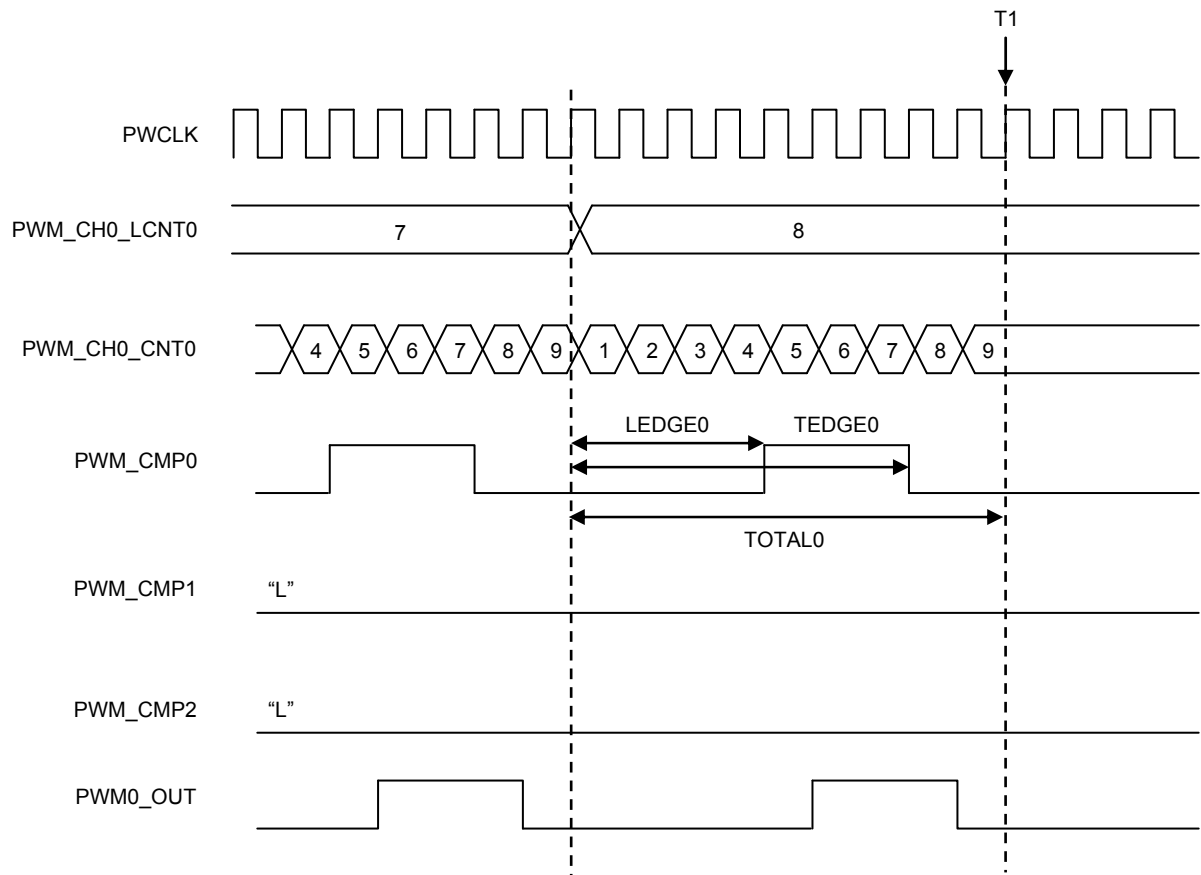 T1
PWCLK
PWM_CH0_LCNT0 7 8
PWM_CH0_CNT0 4 5 6 7 8 9 1 2 3 4 5 6 7 8 9
LEDGE0 TEDGE0
PWM_CMP0
TOTAL0
PWM_CMP1 “L”
PWM_CMP2 “L”
PWM0_OUT